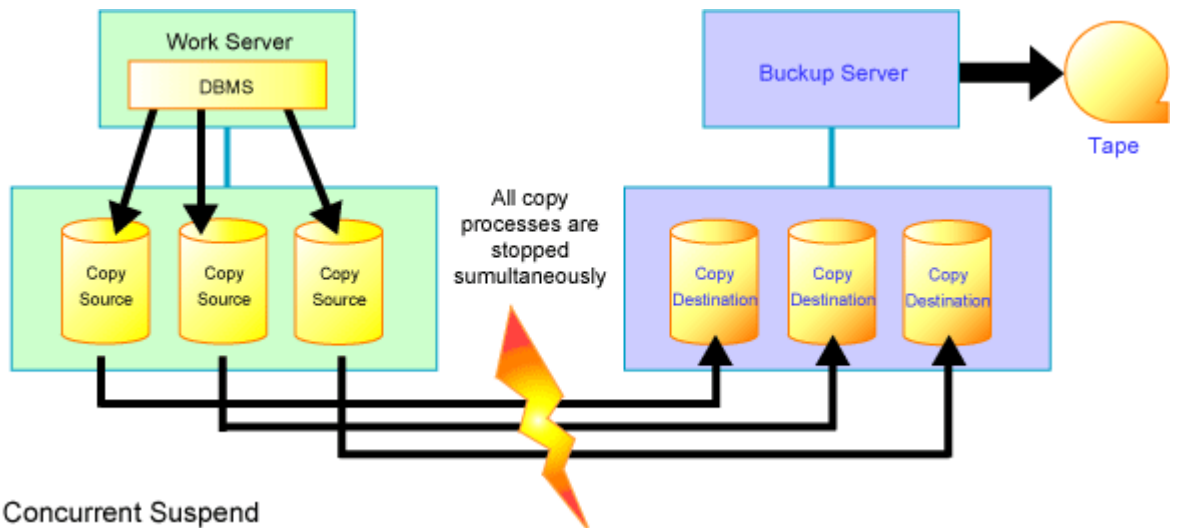 Work Server
DBMS
Buckup Server
Tape
All copy
processes are
stopped
sumultaneously
Copy
Source
Copy
Source
Copy
Source
Copy
Destination
Copy
Destination
Copy
Destination
Concurrent Suspend